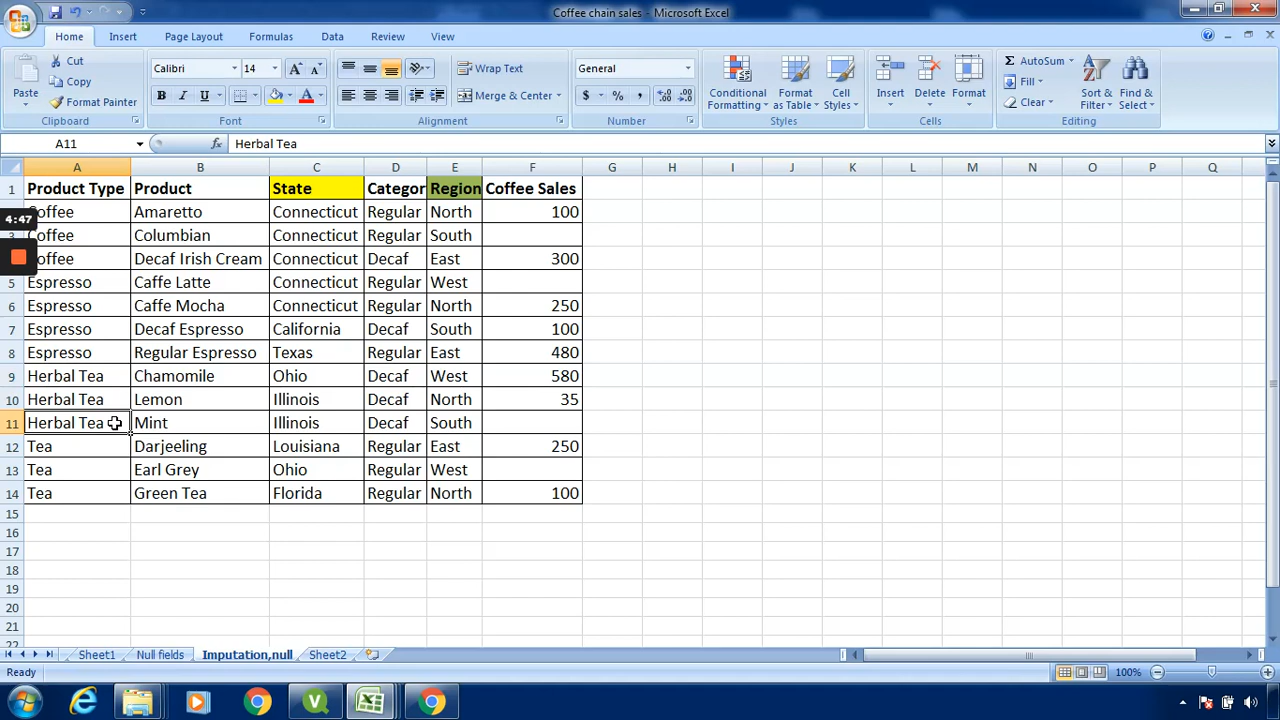 Coffee chain sales - Microsoft Excel
Home Insert Page Layout Formulas Data Review View
Paste
Cut
Copy
Format Painter
Clipboard
Calibri 14
B I U
Font
Wrap Text
Merge & Center
Alignment
General
$ % ,
Number
Conditional Formatting
Format as Table
Cell Styles
Styles
Insert Delete Format
Cells
Σ AutoSum
Fill
Clear
Sort & Filter
Find & Select
Editing
A11 fx Herbal Tea
A B C D E F G H I J K L M N O P Q
1 Product Type Product State Categor Region Coffee Sales
Coffee Amaretto Connecticut Regular North 100
3 Coffee Columbian Connecticut Regular South
Coffee Decaf Irish Cream Connecticut Decaf East 300
5 Espresso Caffe Latte Connecticut Regular West
6 Espresso Caffe Mocha Connecticut Regular North 250
7 Espresso Decaf Espresso California Decaf South 100
8 Espresso Regular Espresso Texas Regular East 480
9 Herbal Tea Chamomile Ohio Decaf West 580
10 Herbal Tea Lemon Illinois Decaf North 35
11 Herbal Tea Mint Illinois Decaf South
12 Tea Darjeeling Louisiana Regular East 250
13 Tea Earl Grey Ohio Regular West
14 Tea Green Tea Florida Regular North 100
15
16
17
18
19
20
21
22
4:47
Sheet1 Null fields Imputation,null Sheet2
Ready 100%